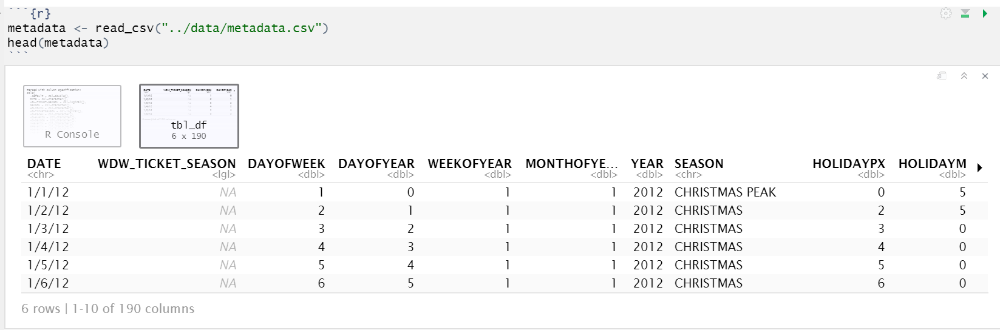 ```{r}
metadata <- read_csv("../data/metadata.csv")
head(metadata)
```
R Console
tbl_df
6 x 190
DATE WDW_TICKET_SEASON DAYOFWEEK DAYOFYEAR WEEKOFYEAR MONTHOFYE... YEAR SEASON HOLIDAYPX HOLIDAYM
<chr> <lgl> <dbl> <dbl> <dbl> <dbl> <dbl> <chr> <dbl> <dbl>
1/1/12 NA 1 0 1 1 2012 CHRISTMAS PEAK 0 5
1/2/12 NA 2 1 1 1 2012 CHRISTMAS 2 5
1/3/12 NA 3 2 1 1 2012 CHRISTMAS 3 0
1/4/12 NA 4 3 1 1 2012 CHRISTMAS 4 0
1/5/12 NA 5 4 1 1 2012 CHRISTMAS 5 0
1/6/12 NA 6 5 1 1 2012 CHRISTMAS 6 0
6 rows | 1-10 of 190 columns